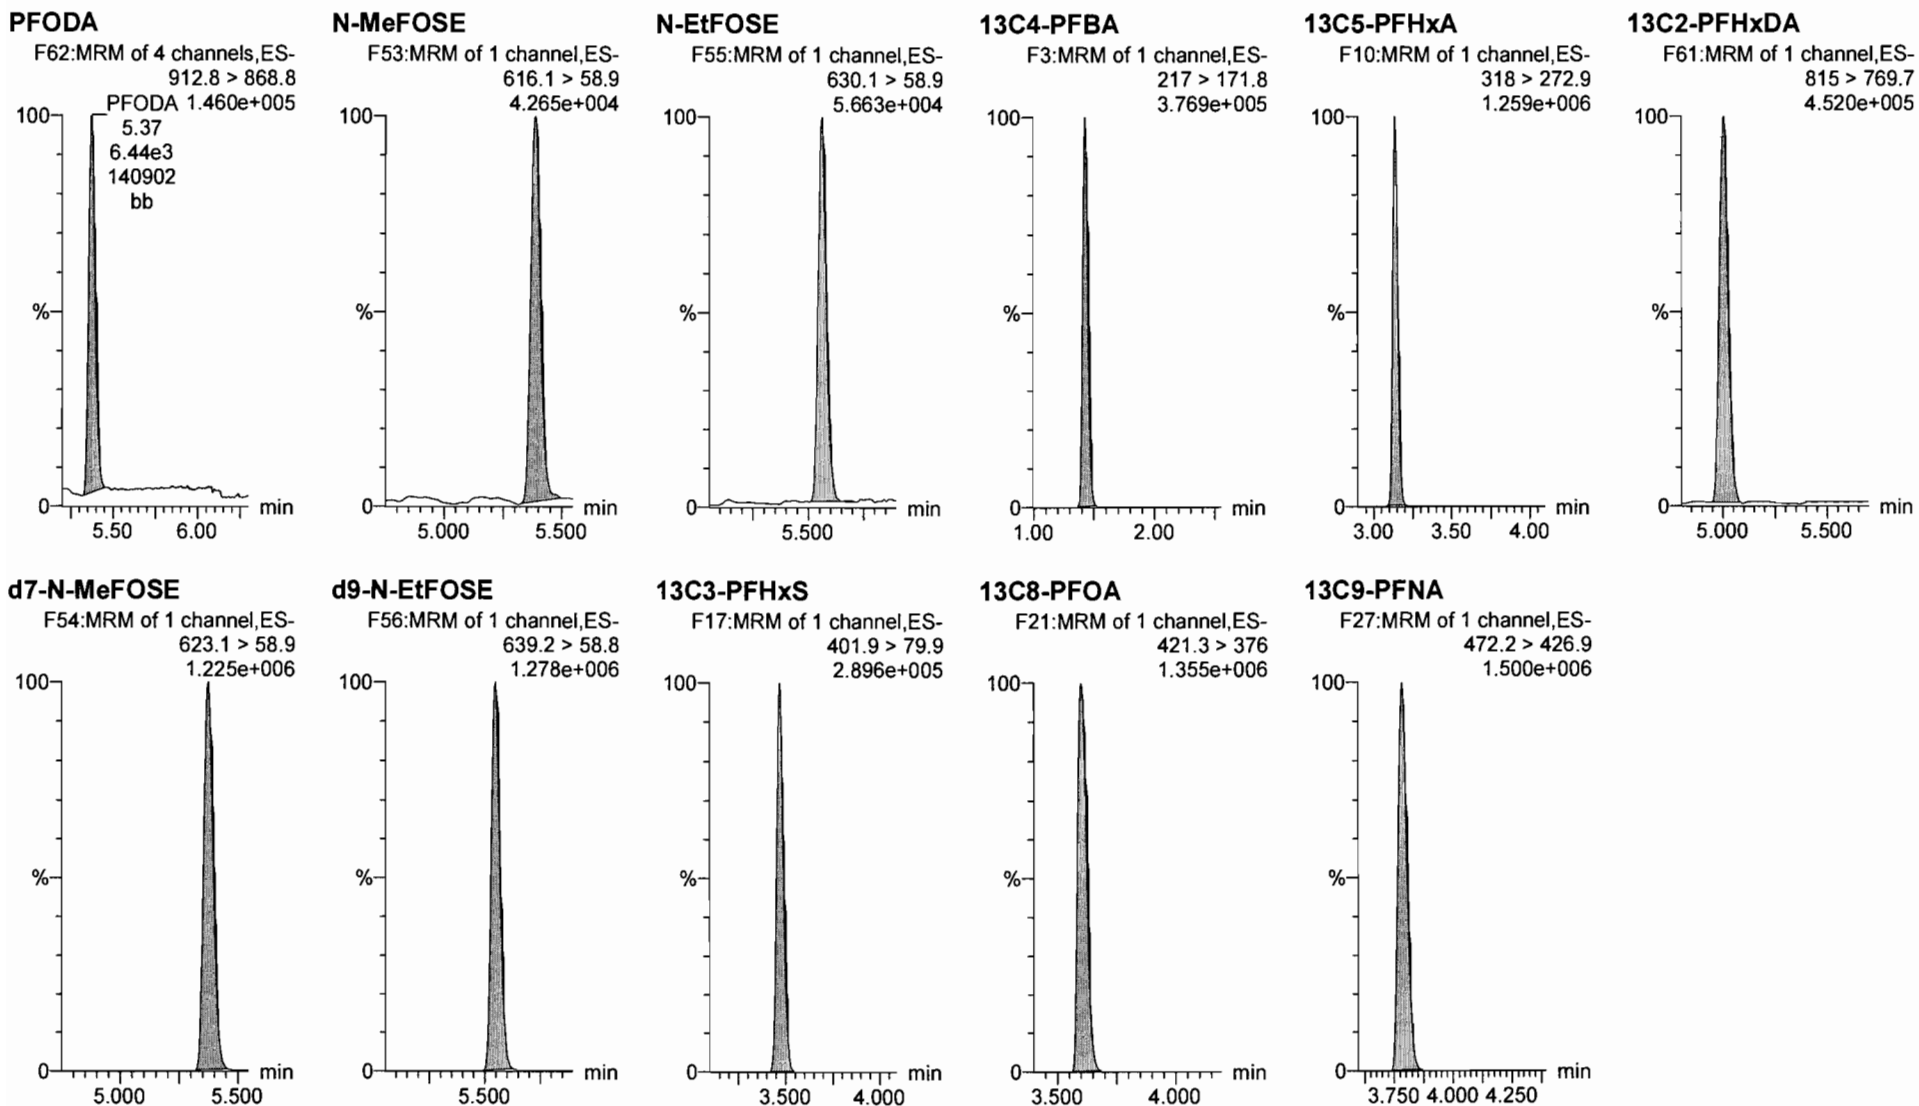 PFODA
F62:MRM of 4 channels,ES-
912.8 > 868.8
PFODA 1.460e+005
5.37
6.44e3
140902
bb
100
%
0
min
5.50 6.00
N-MeFOSE
F53:MRM of 1 channel,ES-
616.1 > 58.9
4.265e+004
100
%
0
min
5.000 5.500
N-EtFOSE
F55:MRM of 1 channel,ES-
630.1 > 58.9
5.663e+004
100
%
0
min
5.500
13C4-PFBA
F3:MRM of 1 channel,ES-
217 > 171.8
3.769e+005
100
%
0
min
1.00 2.00
13C5-PFHxA
F10:MRM of 1 channel,ES-
318 > 272.9
1.259e+006
100
%
0
min
3.00 3.50 4.00
13C2-PFHxDA
F61:MRM of 1 channel,ES-
815 > 769.7
4.520e+005
100
%
0
min
5.000 5.500
d7-N-MeFOSE
F54:MRM of 1 channel,ES-
623.1 > 58.9
1.225e+006
100
%
0
min
5.000 5.500
d9-N-EtFOSE
F56:MRM of 1 channel,ES-
639.2 > 58.8
1.278e+006
100
%
0
min
5.500
13C3-PFHxS
F17:MRM of 1 channel,ES-
401.9 > 79.9
2.896e+005
100
%
0
min
3.500 4.000
13C8-PFOA
F21:MRM of 1 channel,ES-
421.3 > 376
1.355e+006
100
%
0
min
3.500 4.000
13C9-PFNA
F27:MRM of 1 channel,ES-
472.2 > 426.9
1.500e+006
100
%
0
min
3.750 4.000 4.250